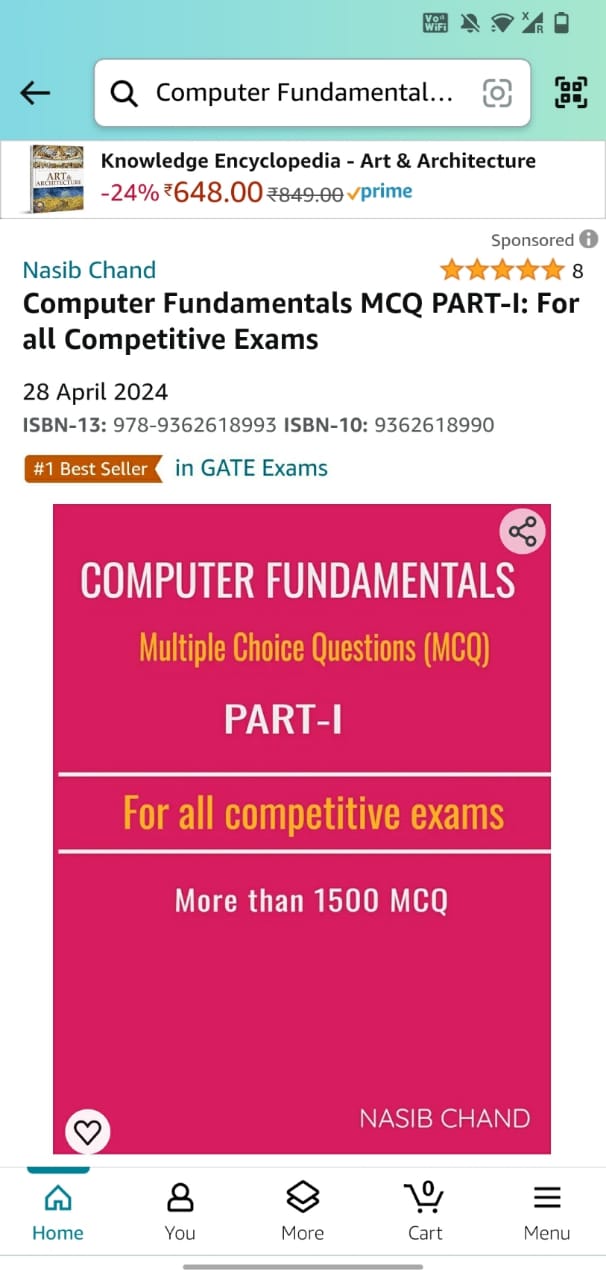 Vo))
WiFi
X
R
Computer Fundamental...
ART &
ARCHITECTURE
Knowledge Encyclopedia - Art & Architecture
-24% ₹648.00 ₹849.00 prime
Sponsored
Nasib Chand
8
Computer Fundamentals MCQ PART-I: For
all Competitive Exams
28 April 2024
ISBN-13: 978-9362618993 ISBN-10: 9362618990
#1 Best Seller in GATE Exams
COMPUTER FUNDAMENTALS
Multiple Choice Questions (MCQ)
PART-I
For all competitive exams
More than 1500 MCQ
NASIB CHAND
0
Home You More Cart Menu